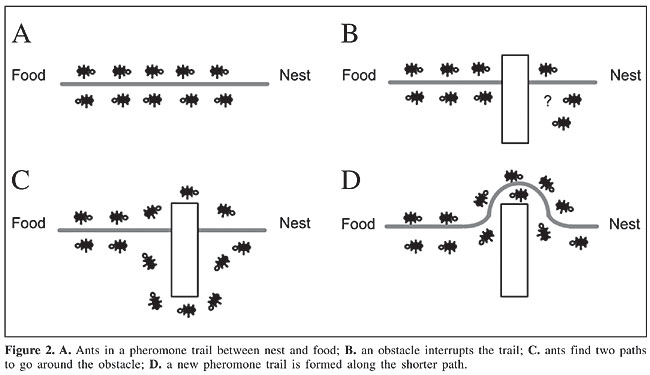 A
B
Food Nest
Food Nest
?
C
D
Food Nest
Food Nest
Figure 2. A. Ants in a pheromone trail between nest and food; B. an obstacle interrupts the trail; C. ants find two paths
to go around the obstacle; D. a new pheromone trail is formed along the shorter path.